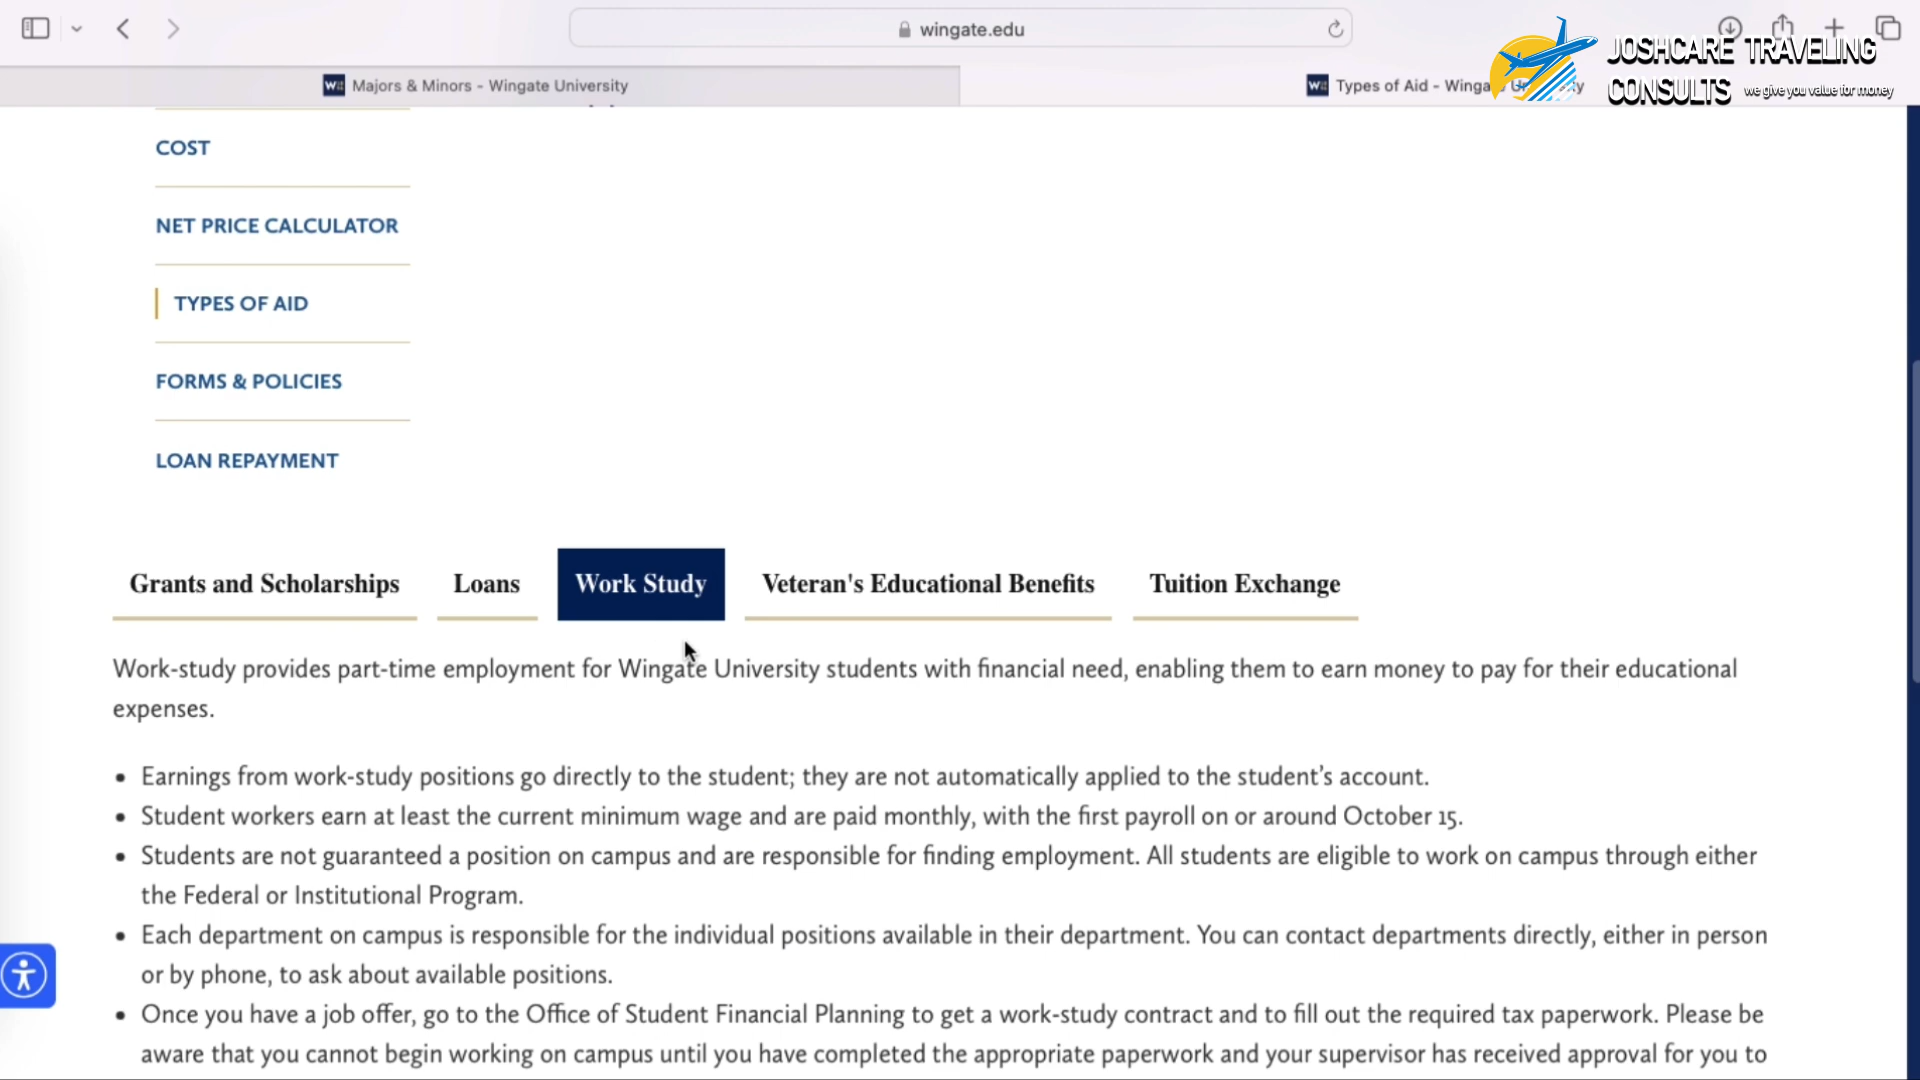 wingate.edu
JOSHCARE TRAVELING
CONSULTS we give you value for money
Majors & Minors - Wingate University
Types of Aid -
COST
NET PRICE CALCULATOR
TYPES OF AID
FORMS & POLICIES
LOAN REPAYMENT
Grants and Scholarships Loans Work Study Veteran's Educational Benefits Tuition Exchange
Work-study provides part-time employment for Wingate University students with financial need, enabling them to earn money to pay for their educational
expenses.
• Earnings from work-study positions go directly to the student; they are not automatically applied to the student’s account.
• Student workers earn at least the current minimum wage and are paid monthly, with the first payroll on or around October 15.
• Students are not guaranteed a position on campus and are responsible for finding employment. All students are eligible to work on campus through either
the Federal or Institutional Program.
• Each department on campus is responsible for the individual positions available in their department. You can contact departments directly, either in person
or by phone, to ask about available positions.
• Once you have a job offer, go to the Office of Student Financial Planning to get a work-study contract and to fill out the required tax paperwork. Please be
aware that you cannot begin working on campus until you have completed the appropriate paperwork and your supervisor has received approval for you to